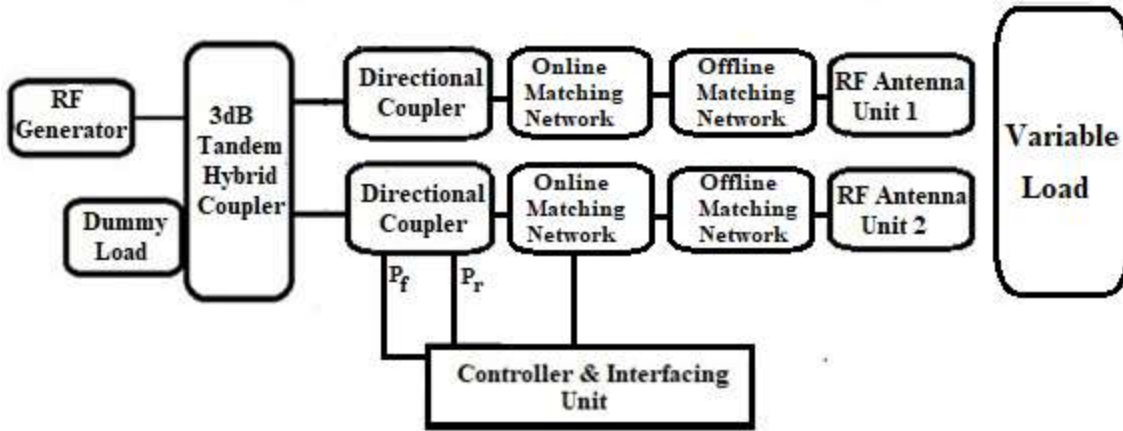 RF
Generator
Dummy
Load
3dB
Tandem
Hybrid
Coupler
Directional
Coupler
Online
Matching
Network
Offline
Matching
Network
RF Antenna
Unit 1
Directional
Coupler
Online
Matching
Network
Offline
Matching
Network
RF Antenna
Unit 2
Variable
Load
Pf
Pr
Controller & Interfacing
Unit